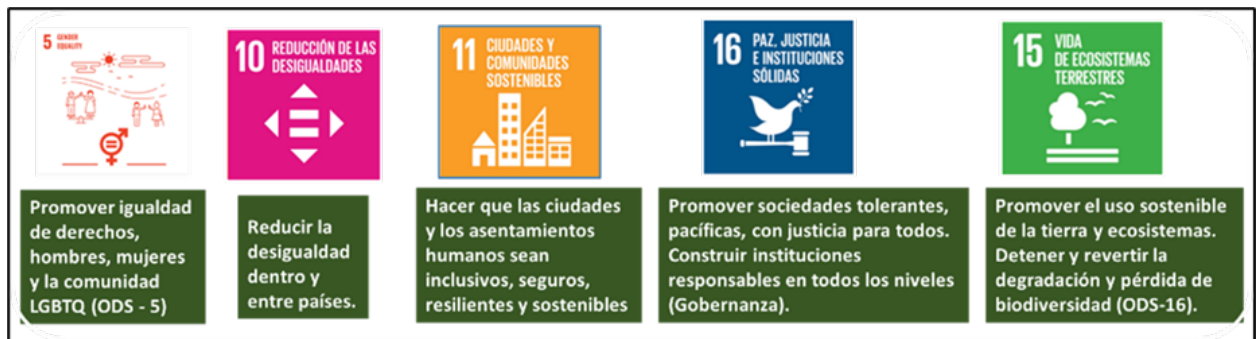 5 GENDER
EQUALITY
Promover igualdad
de derechos,
hombres, mujeres
y la comunidad
LGBTQ (ODS - 5)
10 REDUCCIÓN DE LAS
DESIGUALDADES
Reducir la
desigualdad
dentro y
entre países.
11 CIUDADES Y
COMUNIDADES
SOSTENIBLES
Hacer que las ciudades
y los asentamientos
humanos sean
inclusivos, seguros,
resilientes y sostenibles
16 PAZ, JUSTICIA
E INSTITUCIONES
SÓLIDAS
Promover sociedades tolerantes,
pacíficas, con justicia para todos.
Construir instituciones
responsables en todos los niveles
(Gobernanza).
15 VIDA
DE ECOSISTEMAS
TERRESTRES
Promover el uso sostenible
de la tierra y ecosistemas.
Detener y revertir la
degradación y pérdida de
biodiversidad (ODS-16).